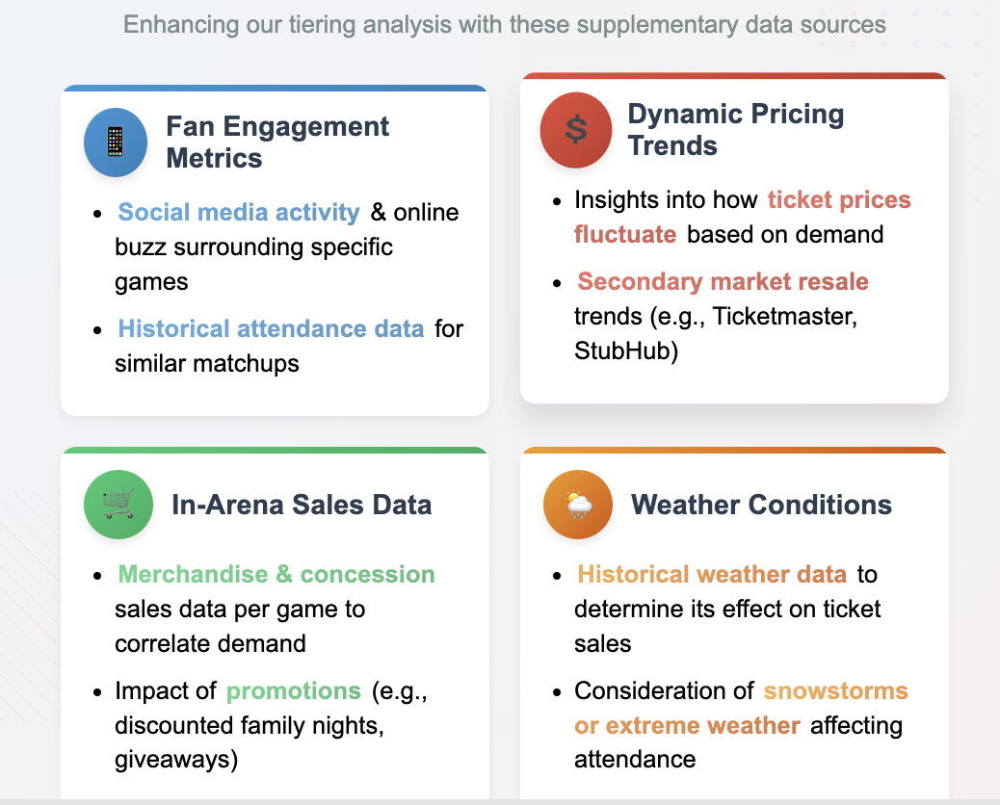 Enhancing our tiering analysis with these supplementary data sources
Fan Engagement
Metrics
• Social media activity & online
buzz surrounding specific
games
• Historical attendance data for
similar matchups
$
Dynamic Pricing
Trends
• Insights into how ticket prices
fluctuate based on demand
• Secondary market resale
trends (e.g., Ticketmaster,
StubHub)
In-Arena Sales Data
• Merchandise & concession
sales data per game to
correlate demand
• Impact of promotions (e.g.,
discounted family nights,
giveaways)
Weather Conditions
• Historical weather data to
determine its effect on ticket
sales
• Consideration of snowstorms
or extreme weather affecting
attendance